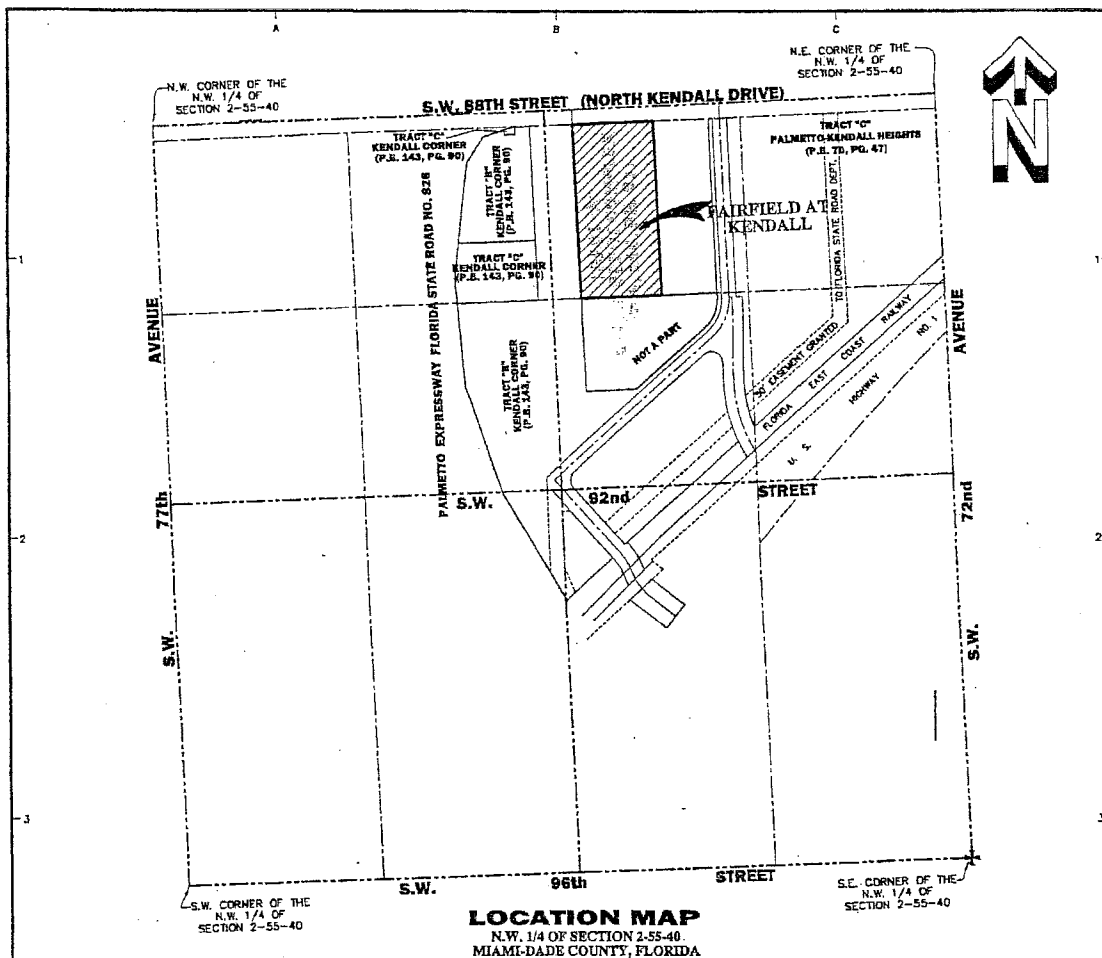 A
B
C
N.W. CORNER OF THE
N.W. 1/4 OF
SECTION 2-55-40
N.E. CORNER OF THE
N.W. 1/4 OF
SECTION 2-55-40
N
S.W. 88TH STREET (NORTH KENDALL DRIVE)
TRACT "C"
KENDALL CORNER
(P.B. 143, PG. 90)
TRACT "B"
KENDALL CORNER
(P.B. 143, PG. 90)
TRACT "C"
PALMETTO-KENDALL HEIGHTS
(P.B. 70, PG. 47)
FAIRFIELD AT
KENDALL
TRACT "C"
KENDALL CORNER
(P.B. 143, PG. 90)
PALMETTO EXPRESSWAY FLORIDA STATE ROAD NO. 826
TO FLORIDA STATE ROAD DEPT.
1
1
AVENUE
AVENUE
NOT A PART
TRACT "B"
KENDALL CORNER
(P.B. 143, PG. 90)
50' EASEMENT GRANTED
FLORIDA EAST COAST RAILWAY
U. S. HIGHWAY NO. 1
77th
S.W. 92nd STREET
72nd
2
2
S.W.
S.W.
3
3
S.W. 96th STREET
S.W. CORNER OF THE
N.W. 1/4 OF
SECTION 2-55-40
S.E. CORNER OF THE
N.W. 1/4 OF
SECTION 2-55-40
LOCATION MAP
N.W. 1/4 OF SECTION 2-55-40
MIAMI-DADE COUNTY, FLORIDA